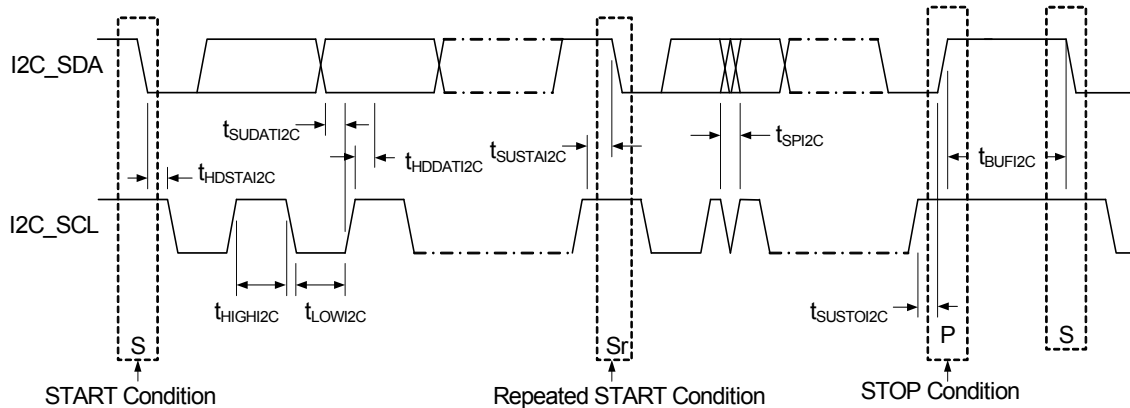 I2C_SDA
tSUDATI2C
tHDSTAI2C
tHDDATI2C
tSUSTAI2C
tSPI2C
tBUFI2C
I2C_SCL
tHIGHI2C
tLOWI2C
tSUSTOI2C
S
Sr
P
S
START Condition
Repeated START Condition
STOP Condition